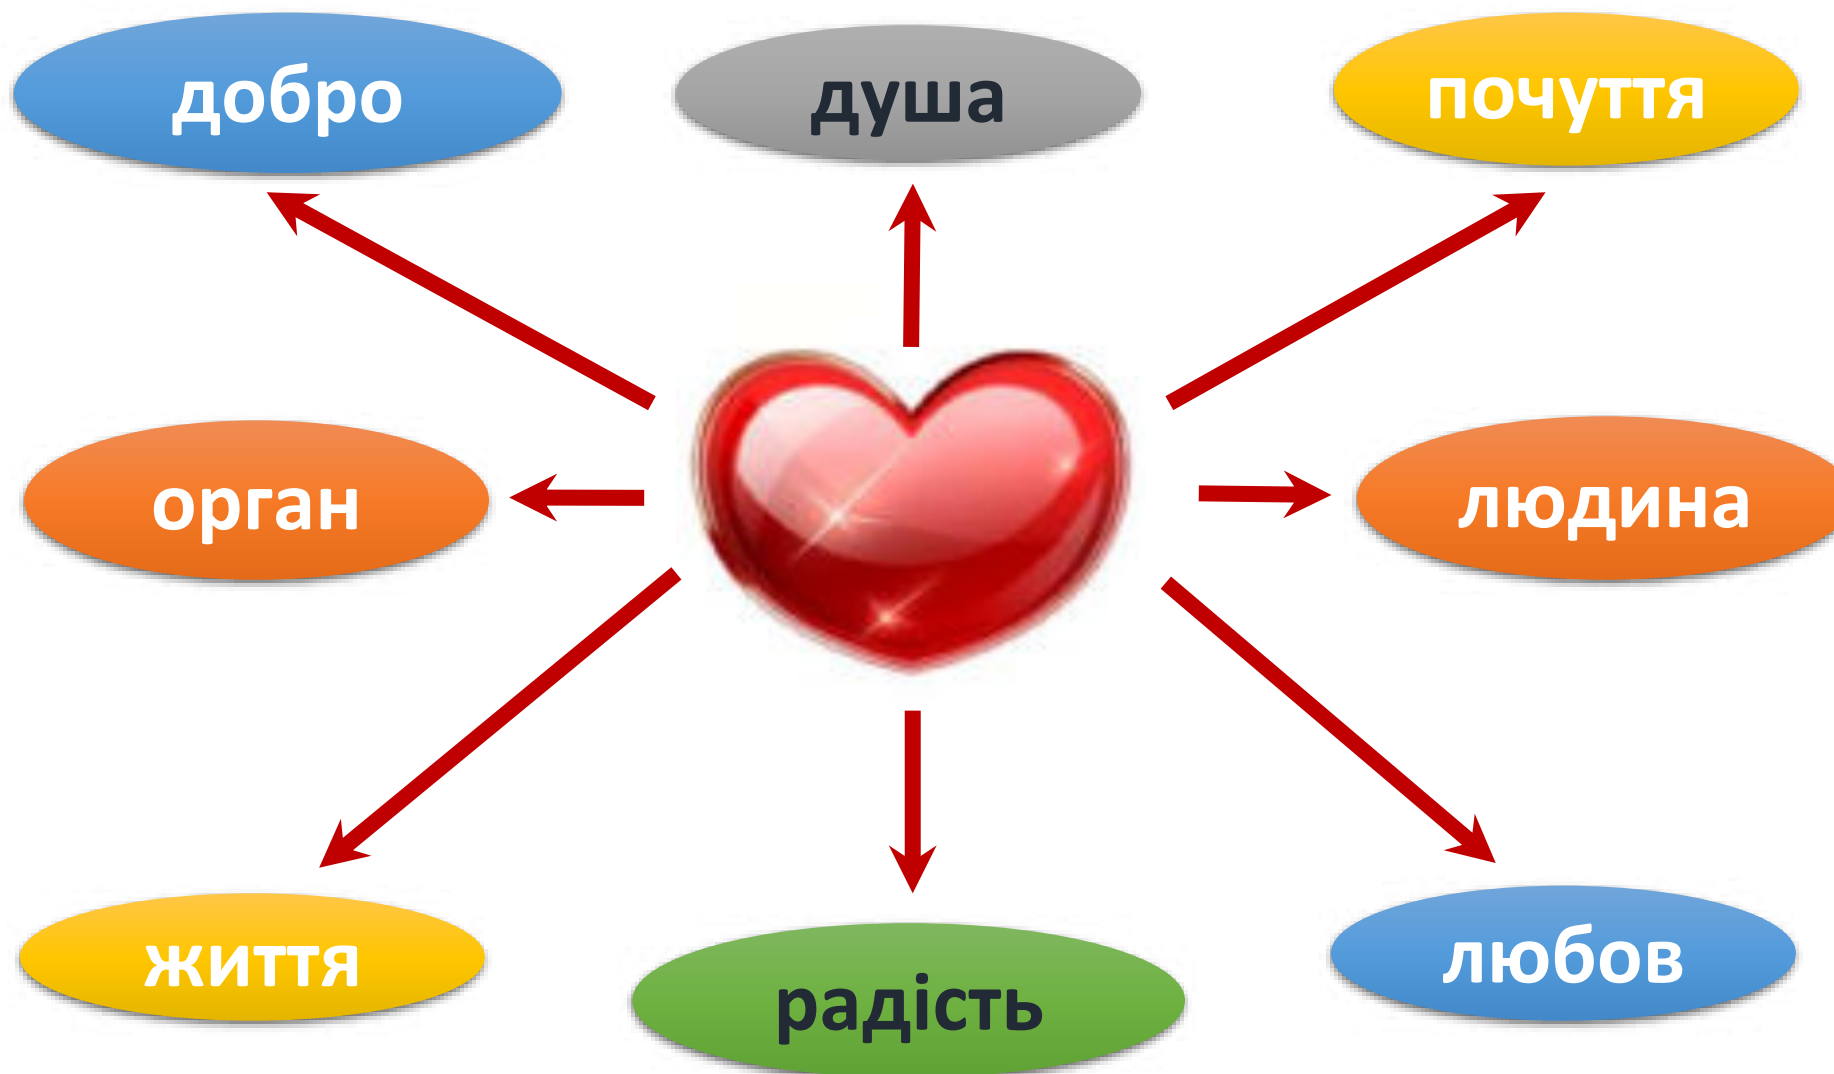 добро
душа
почуття
орган
людина
життя
радість
любов